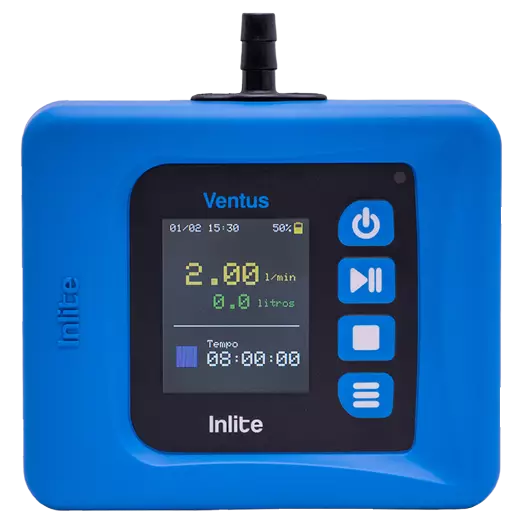 Ventus
01/02 15:30 50%
2.00 l/min
0.0 litros
Tempo
08:00:00
Inlite
Inlite